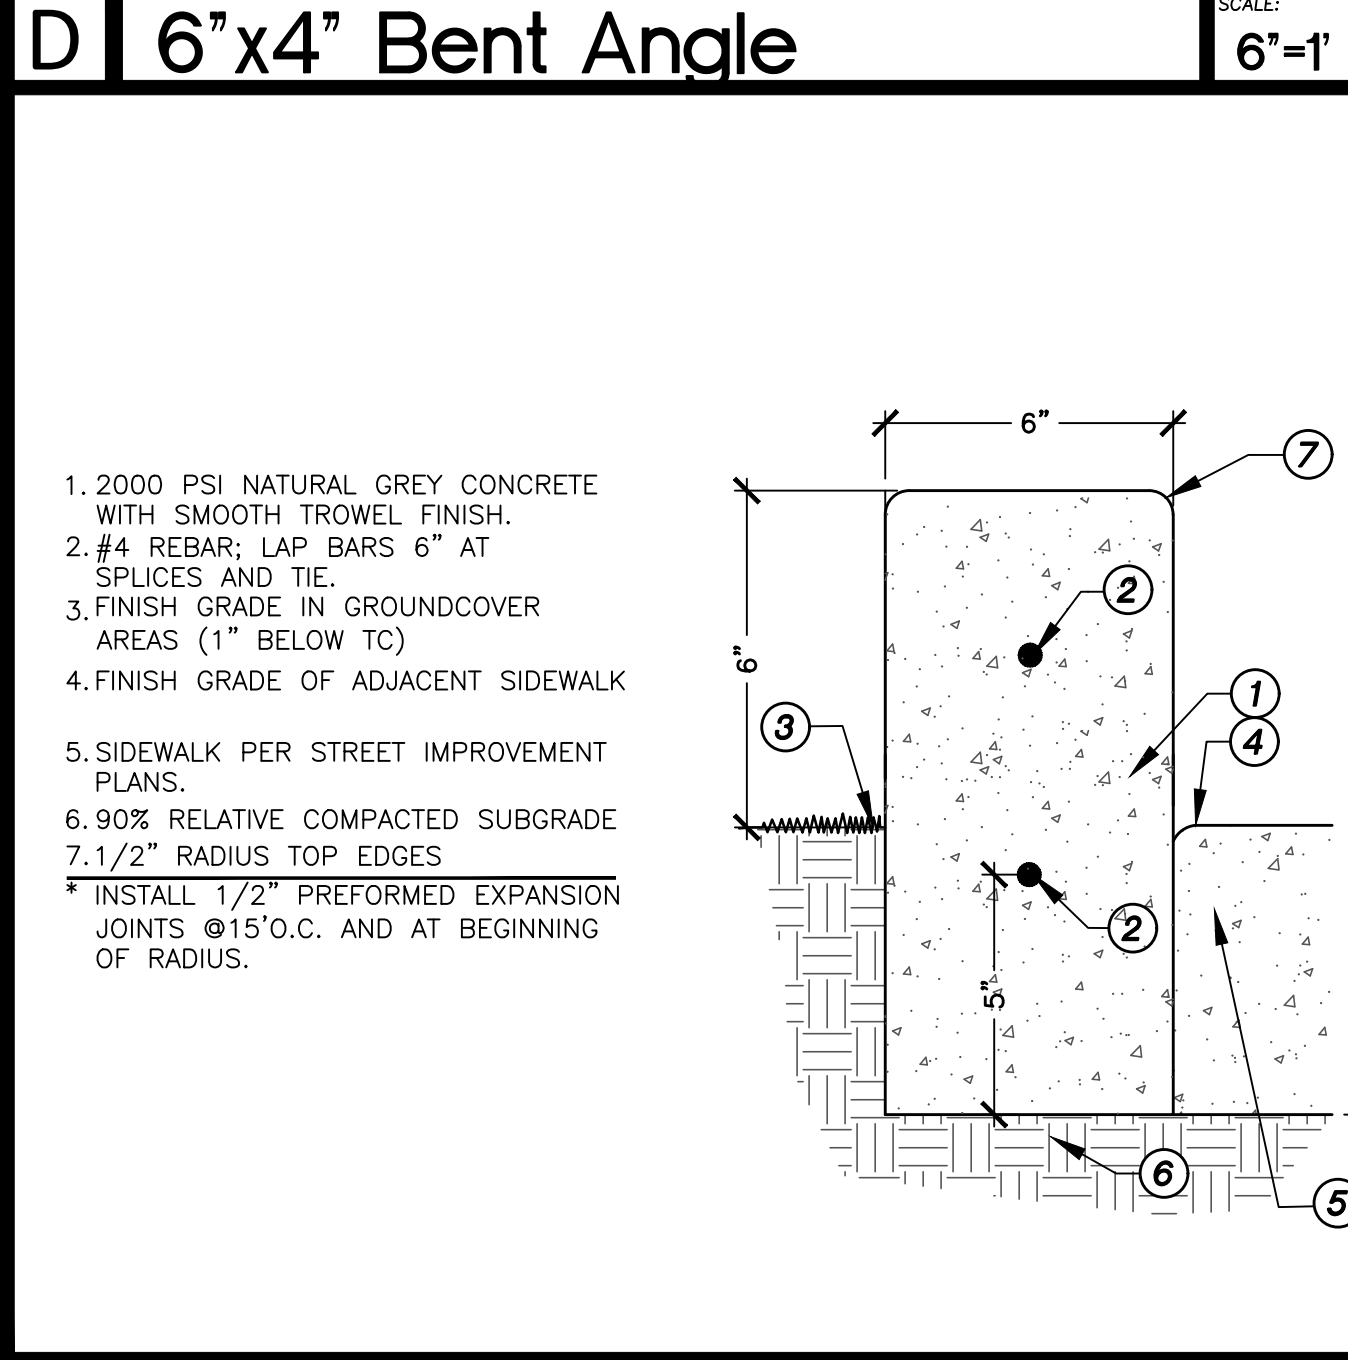 D
6"x4" Bent Angle
SCALE:
6"=1'
1. 2000 PSI NATURAL GREY CONCRETE
WITH SMOOTH TROWEL FINISH.
2. #4 REBAR; LAP BARS 6" AT
SPLICES AND TIE.
3. FINISH GRADE IN GROUNDCOVER
AREAS (1" BELOW TC)
4. FINISH GRADE OF ADJACENT SIDEWALK
5. SIDEWALK PER STREET IMPROVEMENT
PLANS.
6. 90% RELATIVE COMPACTED SUBGRADE
7. 1/2" RADIUS TOP EDGES
* INSTALL 1/2" PREFORMED EXPANSION
JOINTS @15'O.C. AND AT BEGINNING
OF RADIUS.
6"
7
2
6"
1
3
4
2
5"
6
5